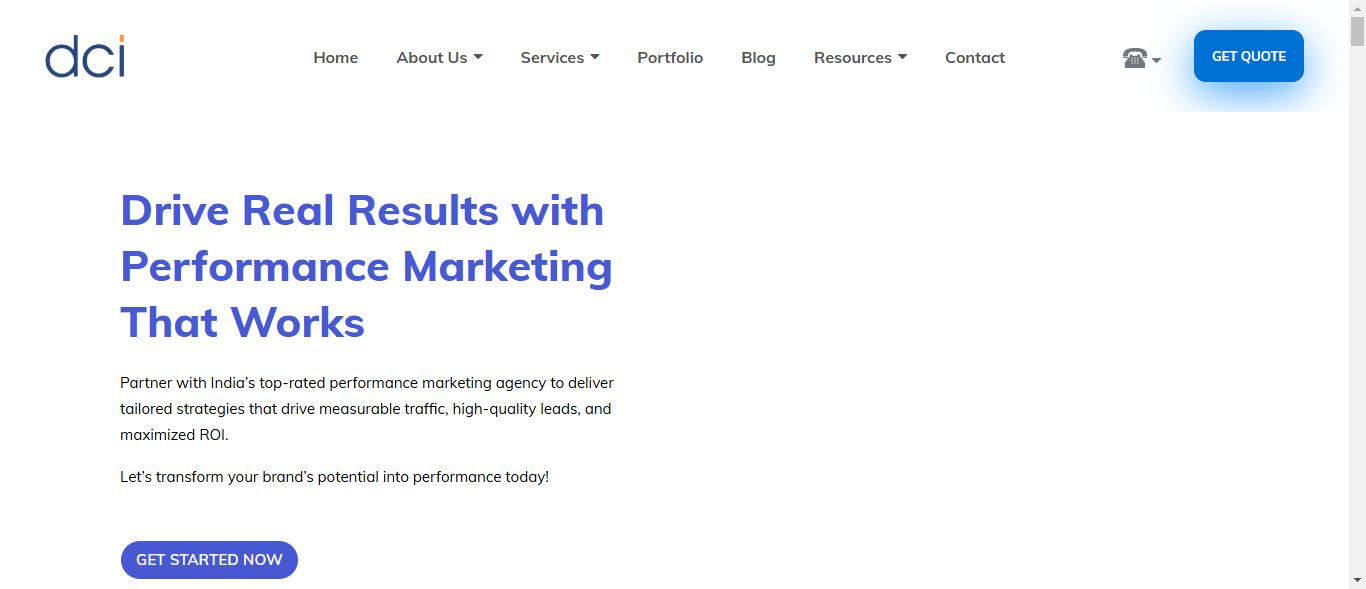 dci
Home
About Us
Services
Portfolio
Blog
Resources
Contact
GET QUOTE
Drive Real Results with
Performance Marketing
That Works
Partner with India’s top-rated performance marketing agency to deliver
tailored strategies that drive measurable traffic, high-quality leads, and
maximized ROI.
Let’s transform your brand’s potential into performance today!
GET STARTED NOW